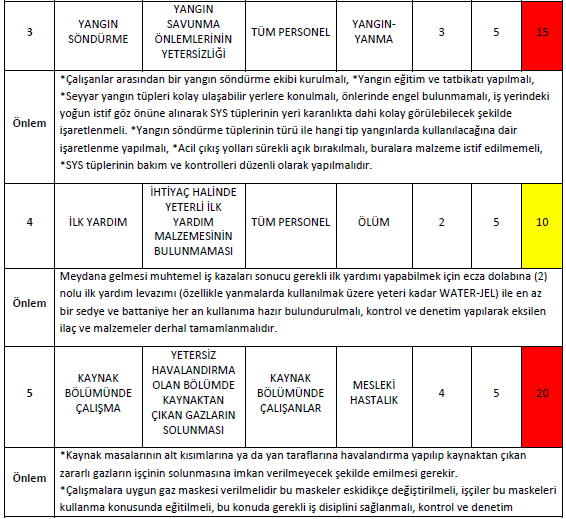 3
YANGIN
SÖNDÜRME
YANGIN
SAVUNMA
ÖNLEMLERİNİN
YETERSİZLİĞİ
TÜM PERSONEL
YANGIN-
YANMA
3
5
15
Önlem
*Çalışanlar arasından bir yangın söndürme ekibi kurulmalı, *Yangın eğitim ve tatbikatı yapılmalı,
*Seyyar yangın tüpleri kolay ulaşabilir yerlere konulmalı, önlerinde engel bulunmamalı, iş yerindeki
yoğun istif göz önüne alınarak SYS tüplerinin yeri karanlıkta dahi kolay görülebilecek şekilde
işaretlenmeli. *Yangın söndürme tüplerinin türü ile hangi tip yangınlarda kullanılacağına dair
işaretlenme yapılmalı, *Acil çıkış yolları sürekli açık bırakılmalı, buralara malzeme istif edilmemeli,
*SYS tüplerinin bakım ve kontrolleri düzenli olarak yapılmalıdır.
4
İLK YARDIM
İHTİYAÇ HALİNDE
YETERLİ İLK
YARDIM
MALZEMESİNİN
BULUNMAMASI
TÜM PERSONEL
ÖLÜM
2
5
10
Önlem
Meydana gelmesi muhtemel iş kazaları sonucu gerekli ilk yardımı yapabilmek için ecza dolabına (2)
nolu ilk yardım levazımı (özellikle yanmalarda kullanılmak üzere yeteri kadar WATER-JEL) ile en az
bir sedye ve battaniye her an kullanıma hazır bulundurulmalı, kontrol ve denetim yapılarak eksilen
ilaç ve malzemeler derhal tamamlanmalıdır.
5
KAYNAK
BÖLÜMÜNDE
ÇALIŞMA
YETERSİZ
HAVALANDIRMA
OLAN BÖLÜMDE
KAYNAKTAN
ÇIKAN GAZLARIN
SOLUNMASI
KAYNAK
BÖLÜMÜNDE
ÇALIŞANLAR
MESLEKİ
HASTALIK
4
5
20
Önlem
*Kaynak masalarının alt kısımlarına ya da yan taraflarına havalandırma yapılıp kaynaktan çıkan
zararlı gazların işçinin solunmasına imkan verilmeyecek şekilde emilmesi gerekir.
*Çalışmalara uygun gaz maskesi verilmelidir bu maskeler eskidikçe değiştirilmeli, işçiler bu maskeleri
kullanma konusunda eğitilmeli, bu konuda gerekli iş disiplini sağlanmalı, kontrol ve denetim